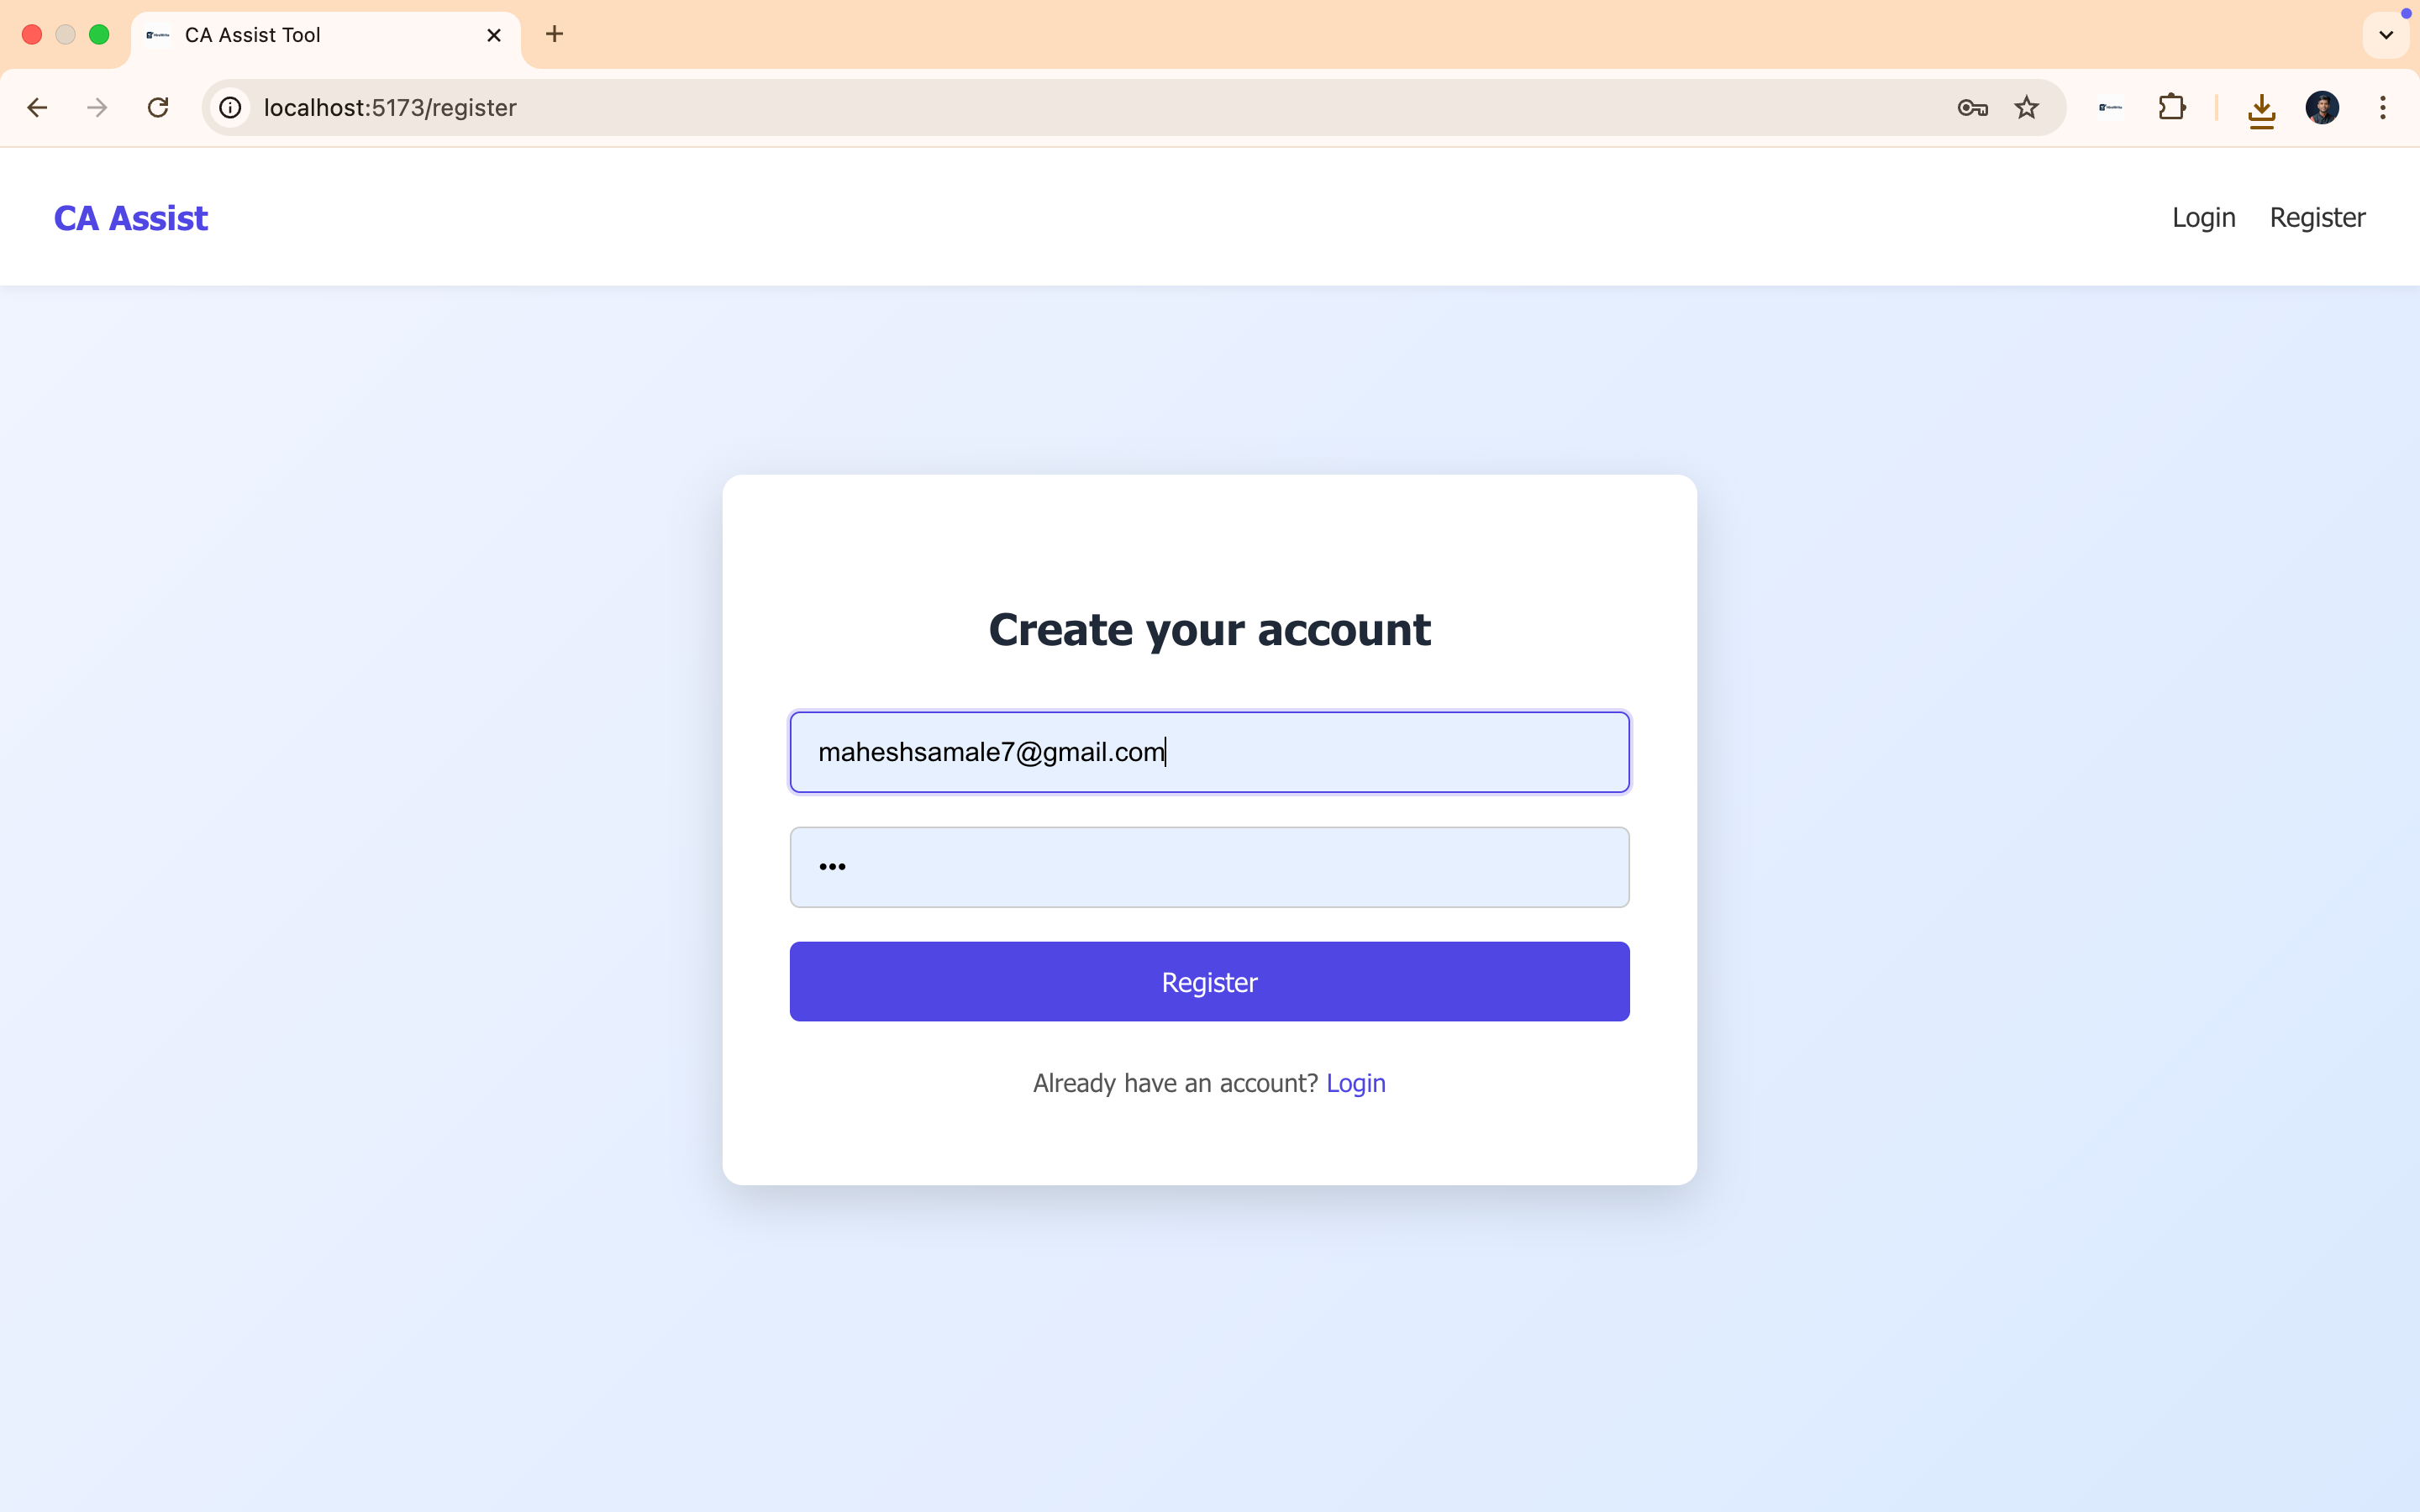 CA Assist Tool
localhost:5173/register
CA Assist
Login Register
Create your account
maheshsamale7@gmail.com
•••
Register
Already have an account? Login